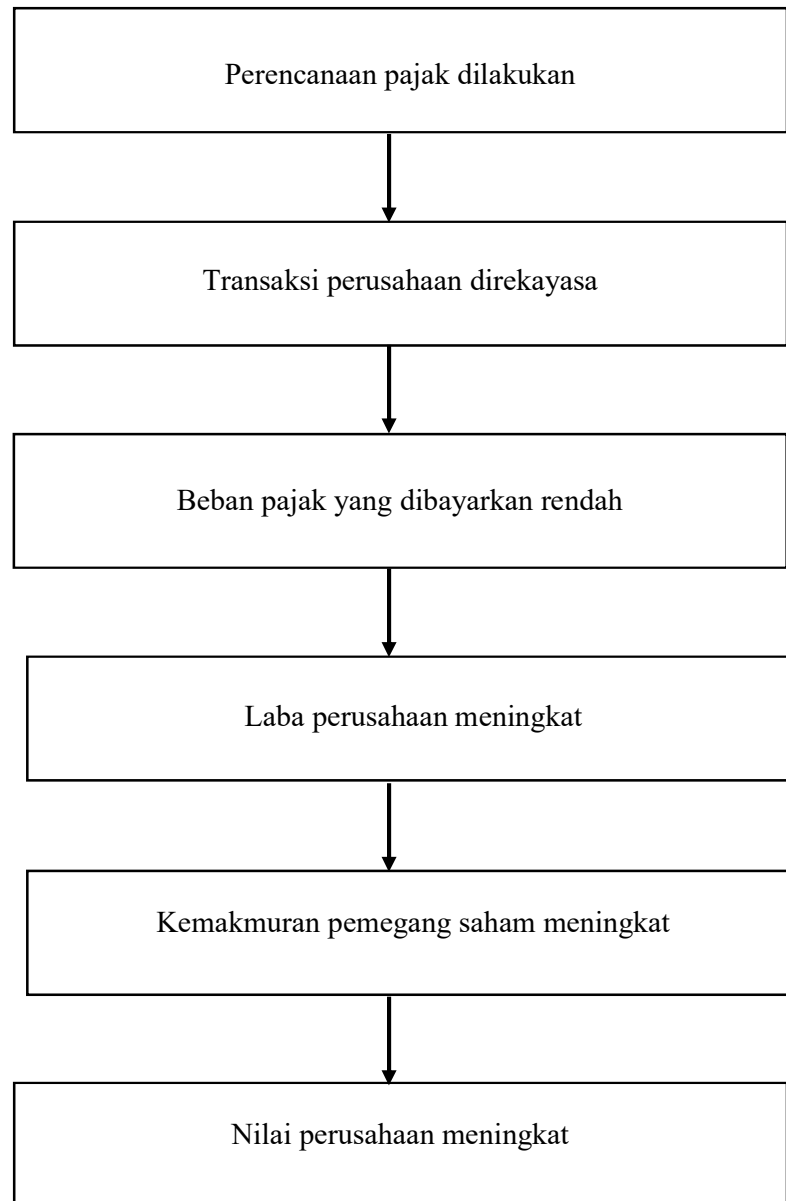 Perencanaan pajak dilakukan
Transaksi perusahaan direkayasa
Beban pajak yang dibayarkan rendah
Laba perusahaan meningkat
Kemakmuran pemegang saham meningkat
Nilai perusahaan meningkat